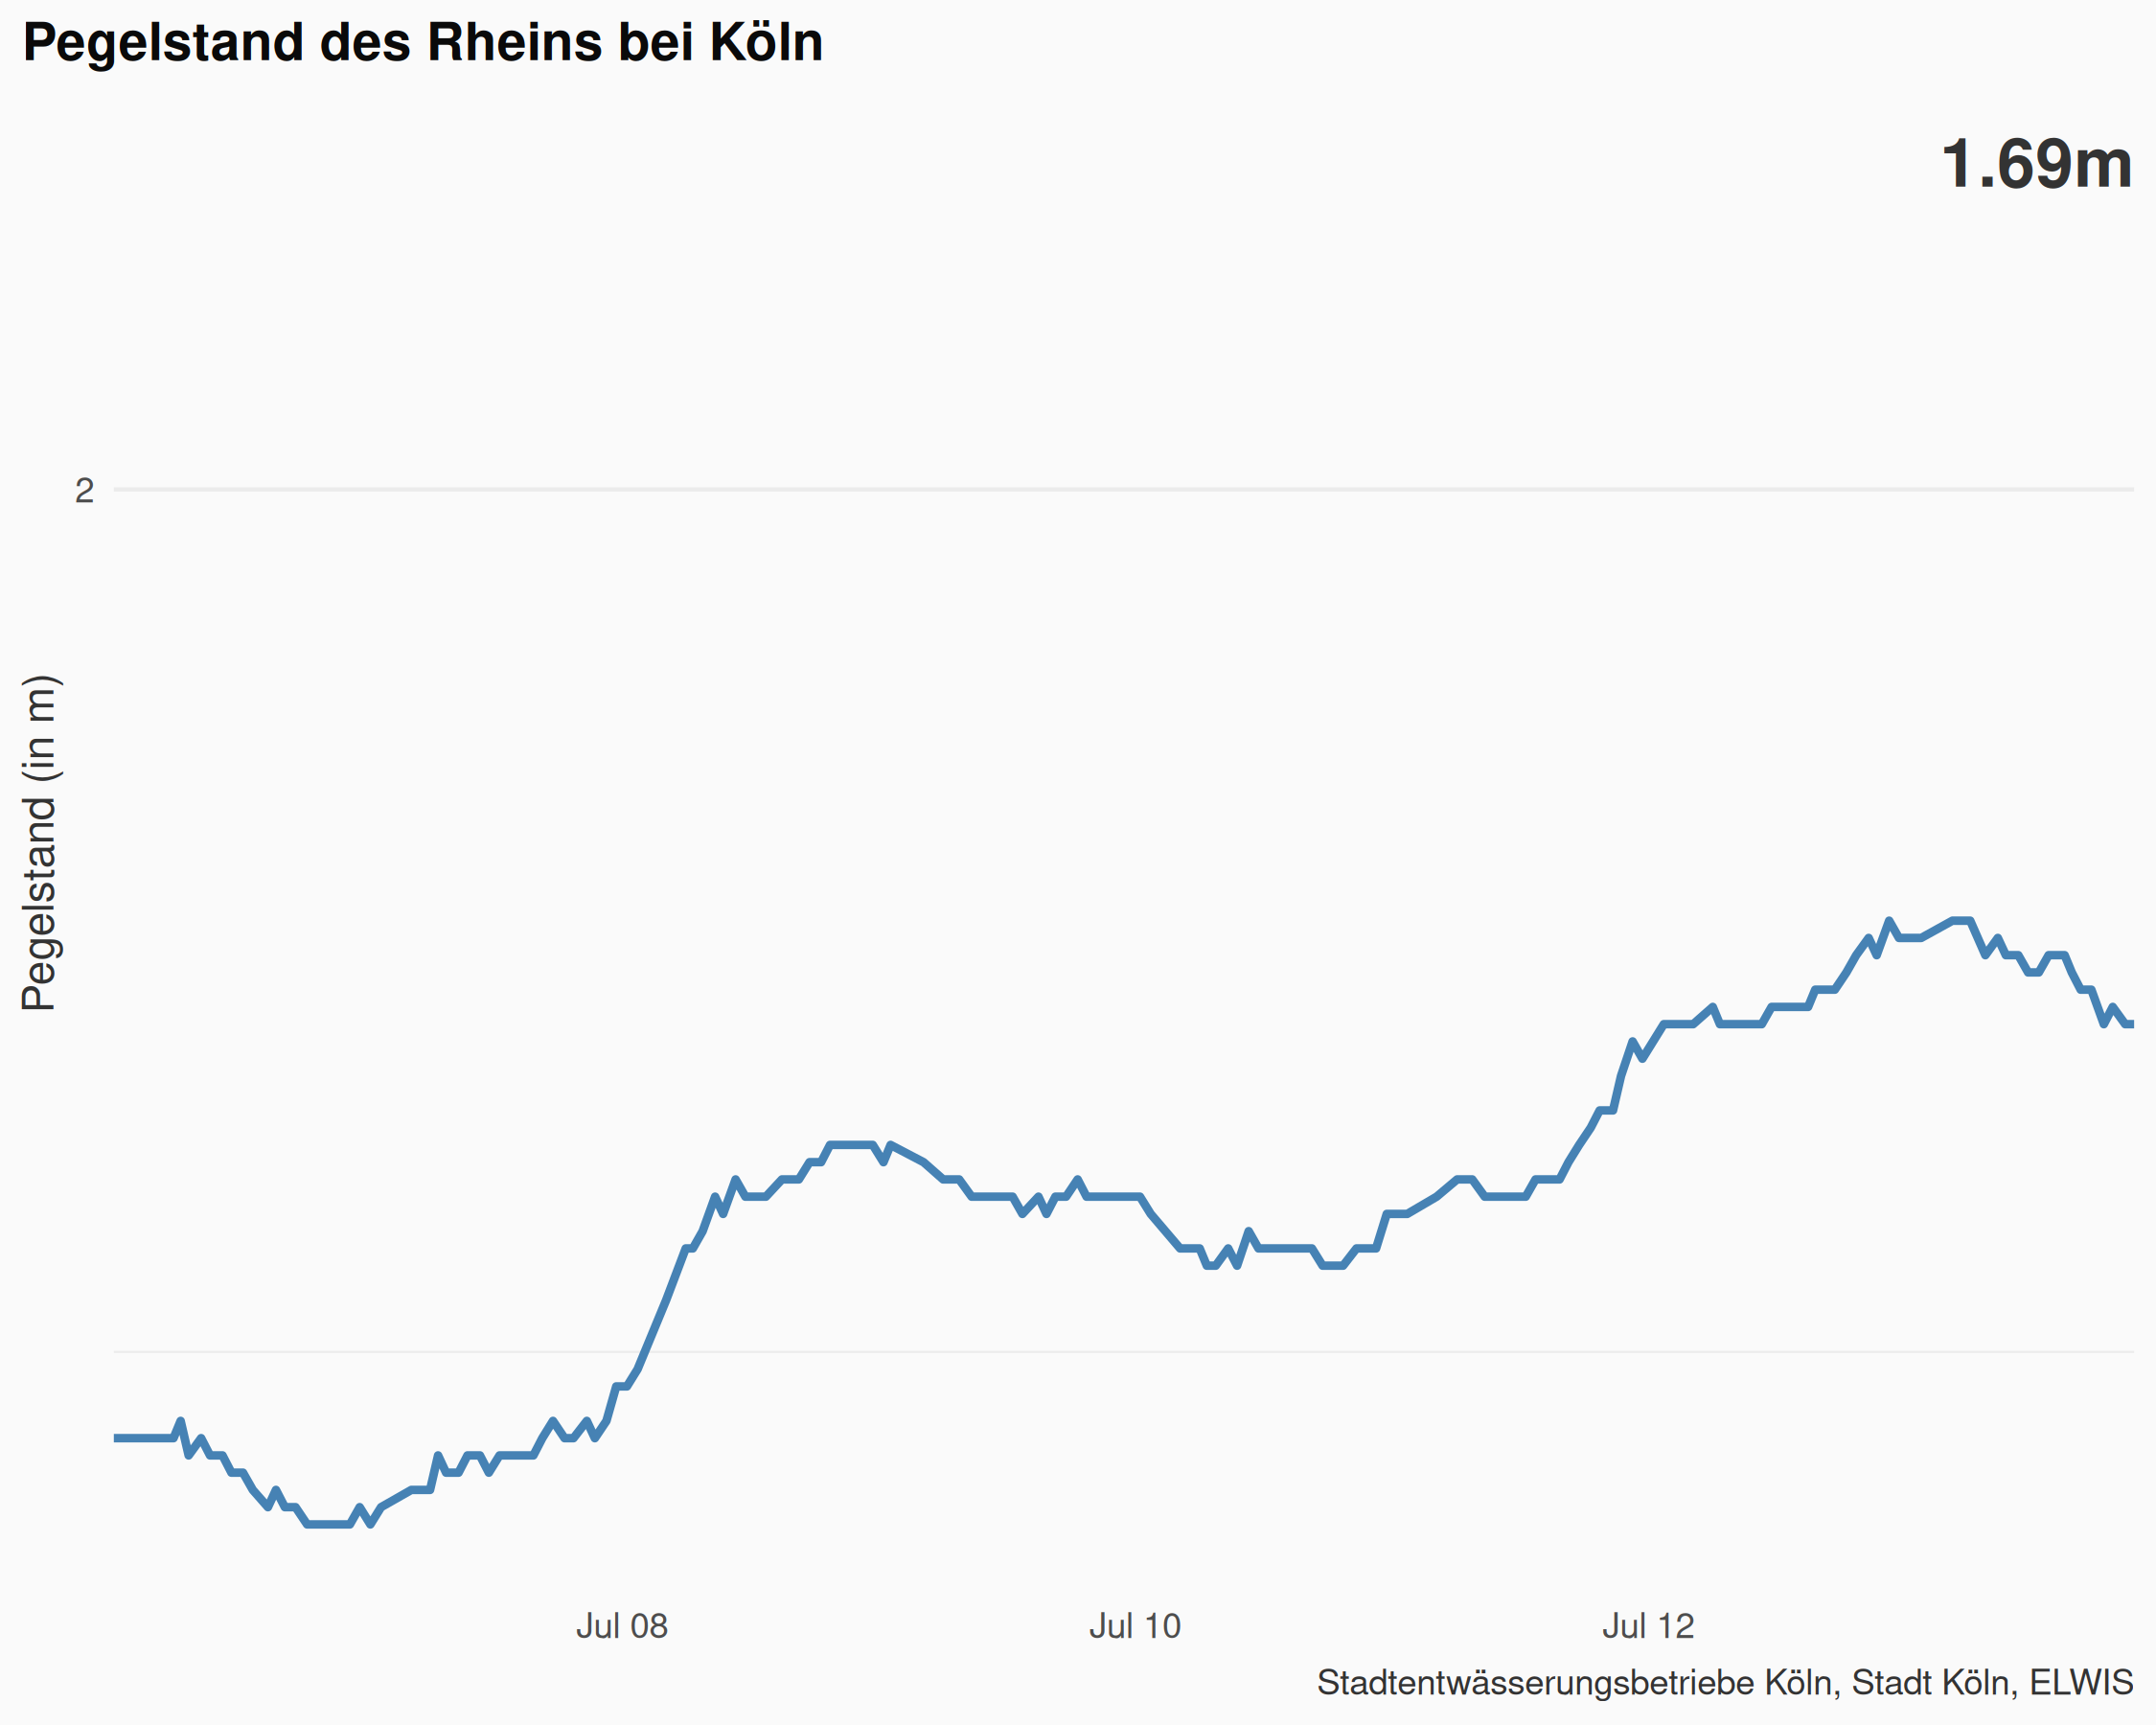 Pegelstand des Rheins bei Köln
1.69m
2
Pegelstand (in m)
Jul 08
Jul 10
Jul 12
Stadtentwässerungsbetriebe Köln, Stadt Köln, ELWIS